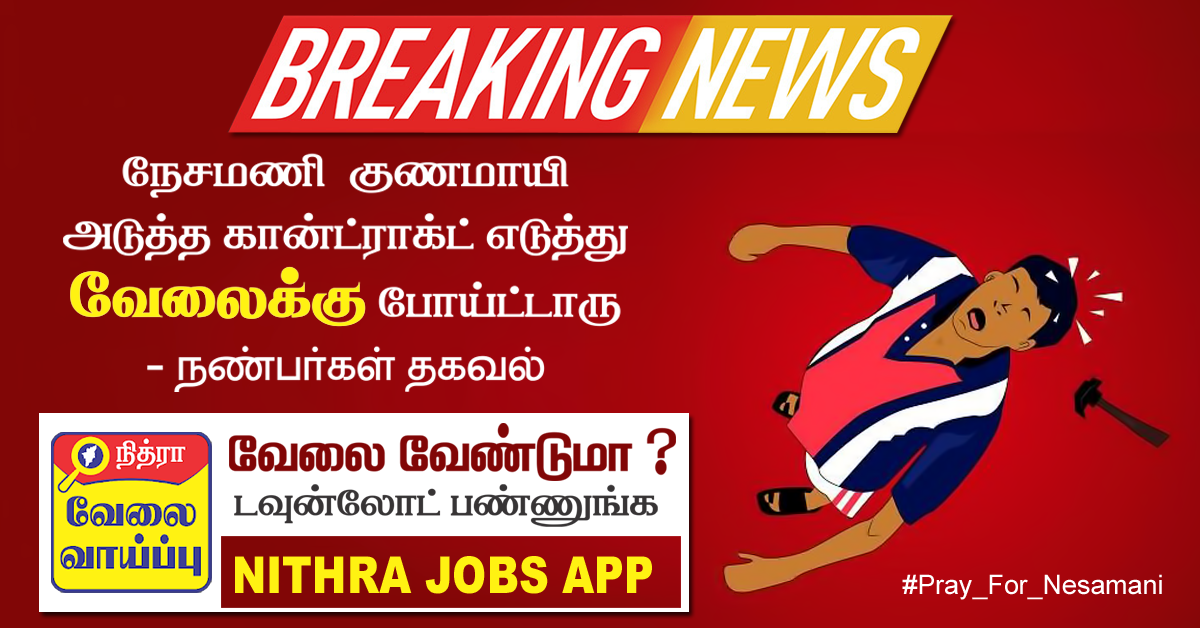 BREAKING NEWS
நேசமணி குணமாயி
அடுத்த கான்ட்ராக்ட் எடுத்து
வேலைக்கு போய்ட்டாரு
- நண்பர்கள் தகவல்
நித்ரா
வேலை
வாய்ப்பு
வேலை வேண்டுமா ?
டவுன்லோட் பண்ணுங்க
NITHRA JOBS APP
#Pray_For_Nesamani